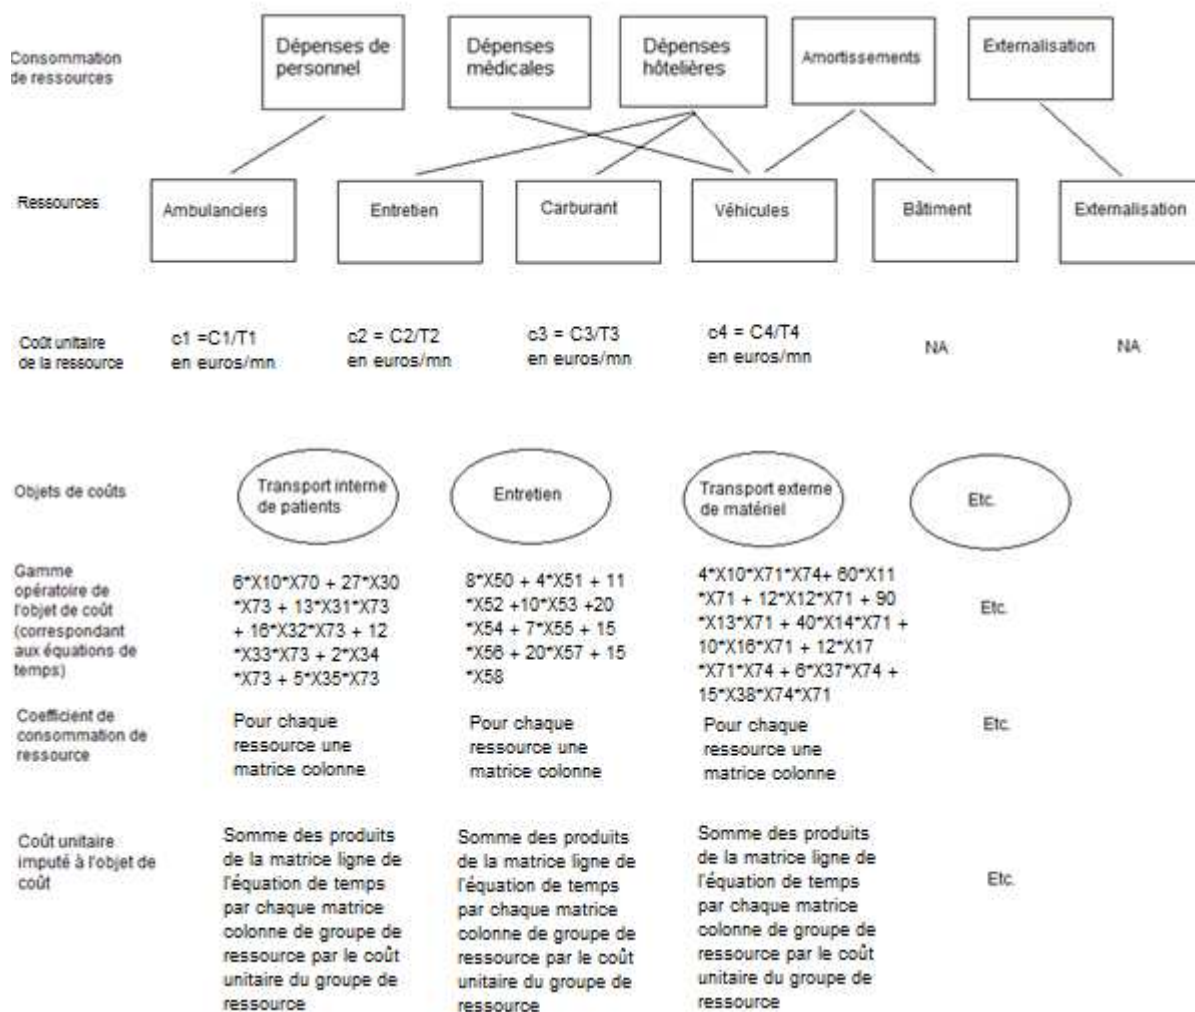 Consommation
de ressources
Dépenses de
personnel
Dépenses
médicales
Dépenses
hôtelières
Amortissements
Externalisation
Ressources
Ambulanciers
Entretien
Carburant
Véhicules
Bâtiment
Externalisation
Coût unitaire
de la ressource
c1 =C1/T1
en euros/mn
c2 = C2/T2
en euros/mn
c3 = C3/T3
en euros/mn
c4 = C4/T4
en euros/mn
NA
NA
Objets de coûts
Transport interne
de patients
Entretien
Transport externe
de matériel
Etc.
Gamme
opératoire de
l'objet de coût
(correspondant
aux équations de
temps)
6*X10*X70 + 27*X30
*X73 + 13*X31*X73
+ 16*X32*X73 + 12
*X33*X73 + 2*X34
*X73 + 5*X35*X73
8*X50 + 4*X51 + 11
*X52 +10*X53 +20
*X54 + 7*X55 + 15
*X56 + 20*X57 + 15
*X58
4*X10*X71*X74+ 60*X11
*X71 + 12*X12*X71 + 90
*X13*X71 + 40*X14*X71 +
10*X16*X71 + 12*X17
*X71*X74 + 6*X37*X74 +
15*X38*X74*X71
Etc.
Coefficient de
consommation de
ressource
Pour chaque
ressource une
matrice colonne
Pour chaque
ressource une
matrice colonne
Pour chaque
ressource une
matrice colonne
Etc.
Coût unitaire
imputé à l'objet de
coût
Somme des produits
de la matrice ligne de
l'équation de temps
par chaque matrice
colonne de groupe de
ressource par le coût
unitaire du groupe de
ressource
Somme des produits
de la matrice ligne de
l'équation de temps
par chaque matrice
colonne de groupe de
ressource par le coût
unitaire du groupe de
ressource
Somme des produits
de la matrice ligne de
l'équation de temps
par chaque matrice
colonne de groupe de
ressource par le coût
unitaire du groupe de
ressource
Etc.